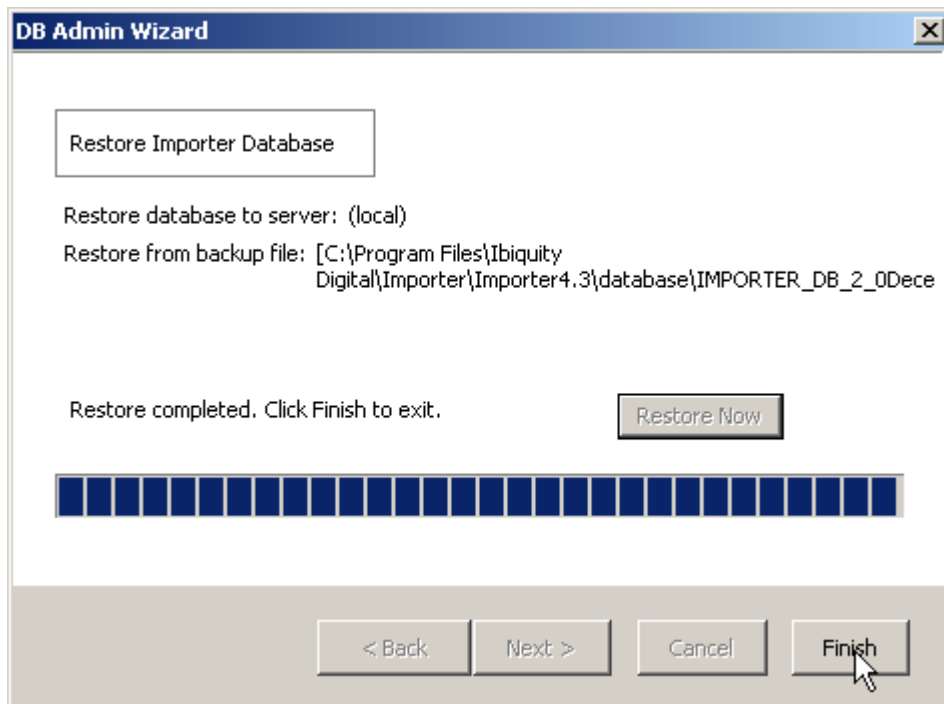 DB Admin Wizard
Restore Importer Database
Restore database to server: (local)
Restore from backup file: [C:\Program Files\Ibiquity
Digital\Importer\Importer4.3\database\IMPORTER_DB_2_0Dece
Restore completed. Click Finish to exit.
Restore Now
< Back
Next >
Cancel
Finish